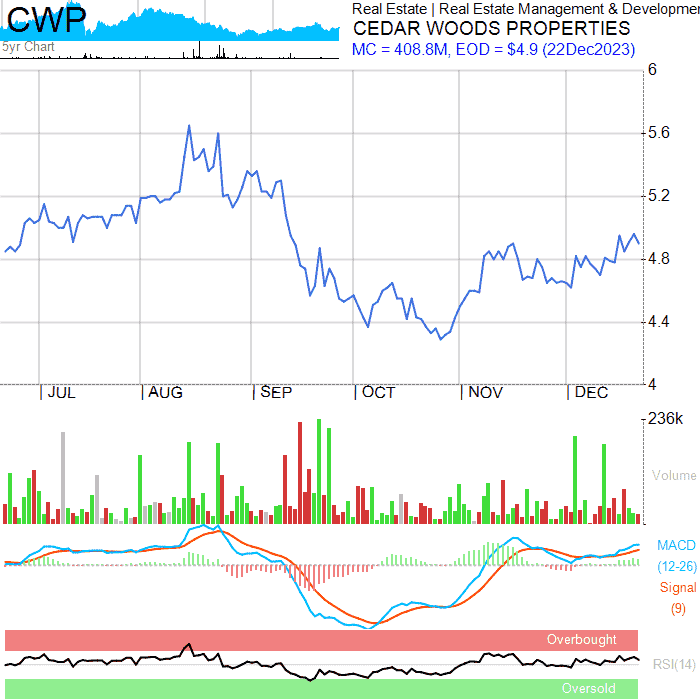 CWP
5yr Chart
Real Estate | Real Estate Management & Developmen
CEDAR WOODS PROPERTIES
MC = 408.8M, EOD = $4.9 (22Dec2023)
6
5.6
5.2
4.8
4.4
4
| JUL | AUG | SEP | OCT | NOV | DEC
236k
Volume
MACD
(12-26)
Signal
(9)
Overbought
RSI(14)
Oversold